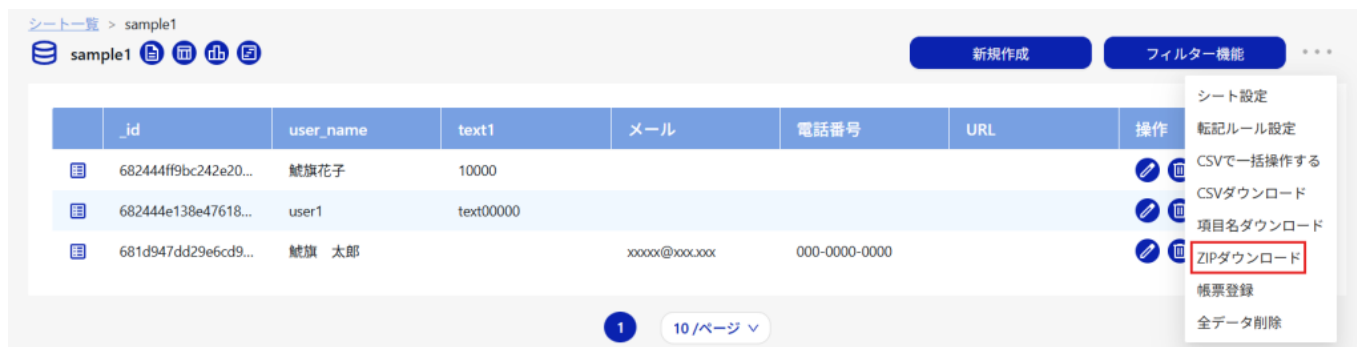 シート一覧 > sample1
sample1
新規作成
フィルター機能
_id user_name text1 メール 電話番号 URL 操作
682444ff9bc242e20... 鯱旗花子 10000
682444e138e47618... user1 text00000
681d947dd29e6cd9... 鯱旗　太郎 xxxxx@xxx.xxx 000-0000-0000
シート設定
転記ルール設定
CSVで一括操作する
CSVダウンロード
項目名ダウンロード
ZIPダウンロード
帳票登録
全データ削除
1
10 /ページ